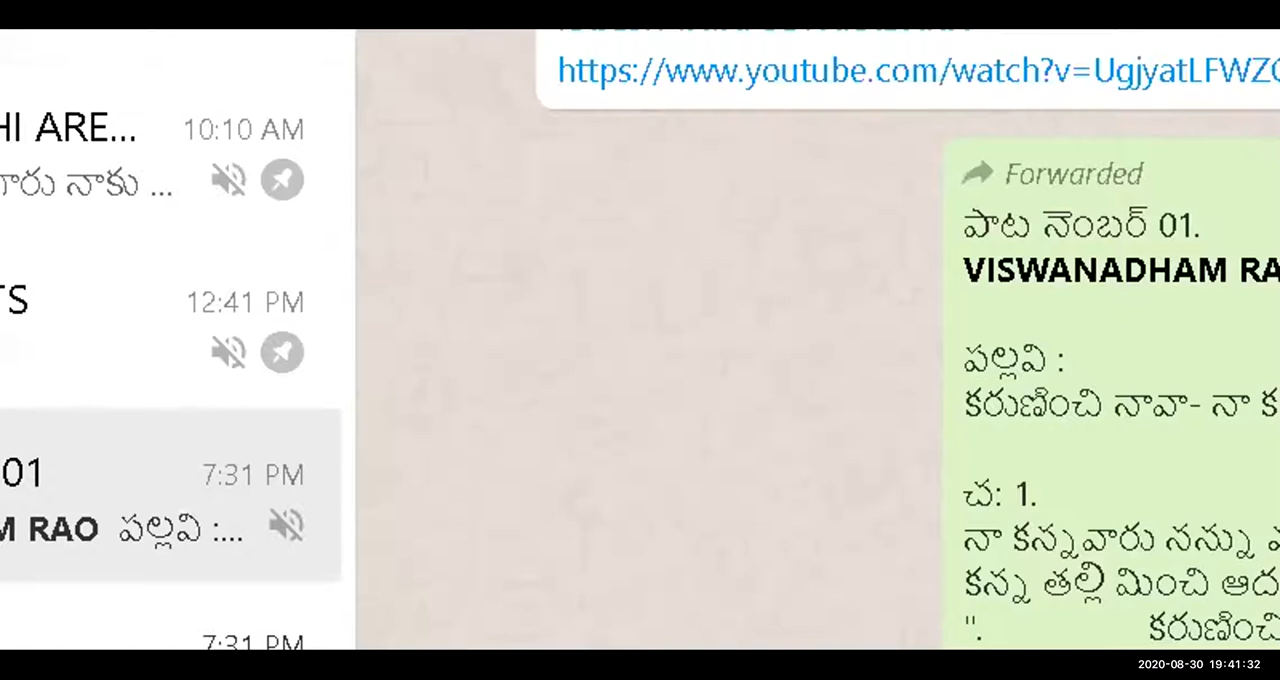 https://www.youtube.com/watch?v=UgjyatLFWZ
HI ARE...
10:10 AM
గారు నాకు ...
TS
12:41 PM
01
7:31 PM
M RAO పల్లవి :...
7:31 PM
Forwarded
పాట నెంబర్ 01.
VISWANADHAM RA
పల్లవి :
కరుణించి నావా- నా క
చ: 1.
నా కన్నవారు నన్ను
కన్న తల్లి మించి ఆద
". కరుణించి
2020-08-30 19:41:32